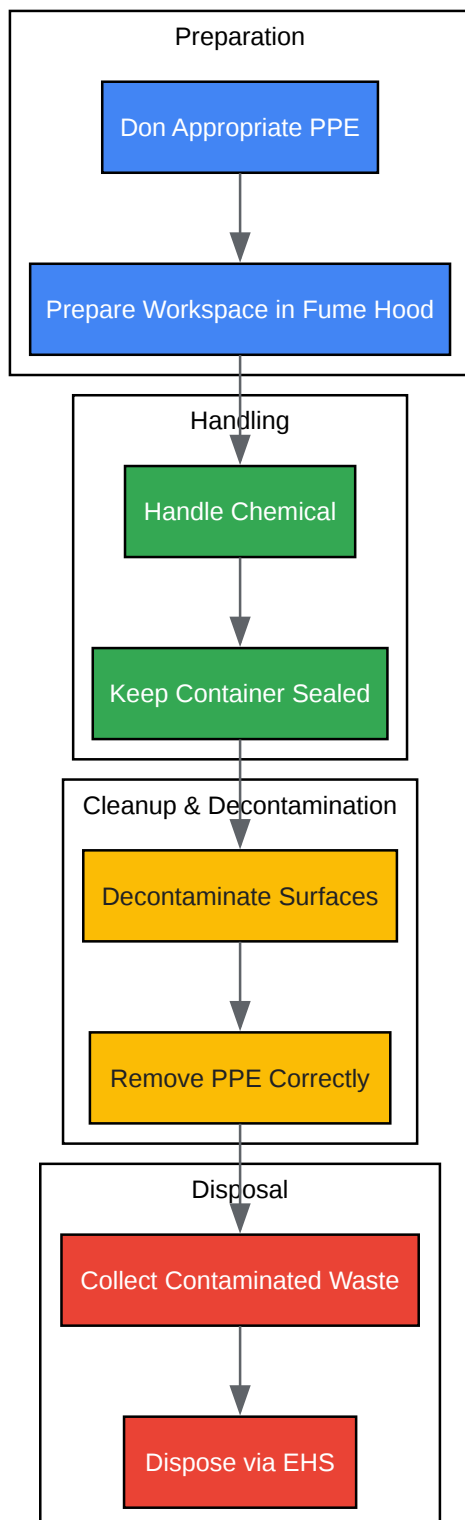 Preparation
Don Appropriate PPE
Prepare Workspace in Fume Hood
Handling
Handle Chemical
Keep Container Sealed
Cleanup & Decontamination
Decontaminate Surfaces
Remove PPE Correctly
Disposal
Collect Contaminated Waste
Dispose via EHS